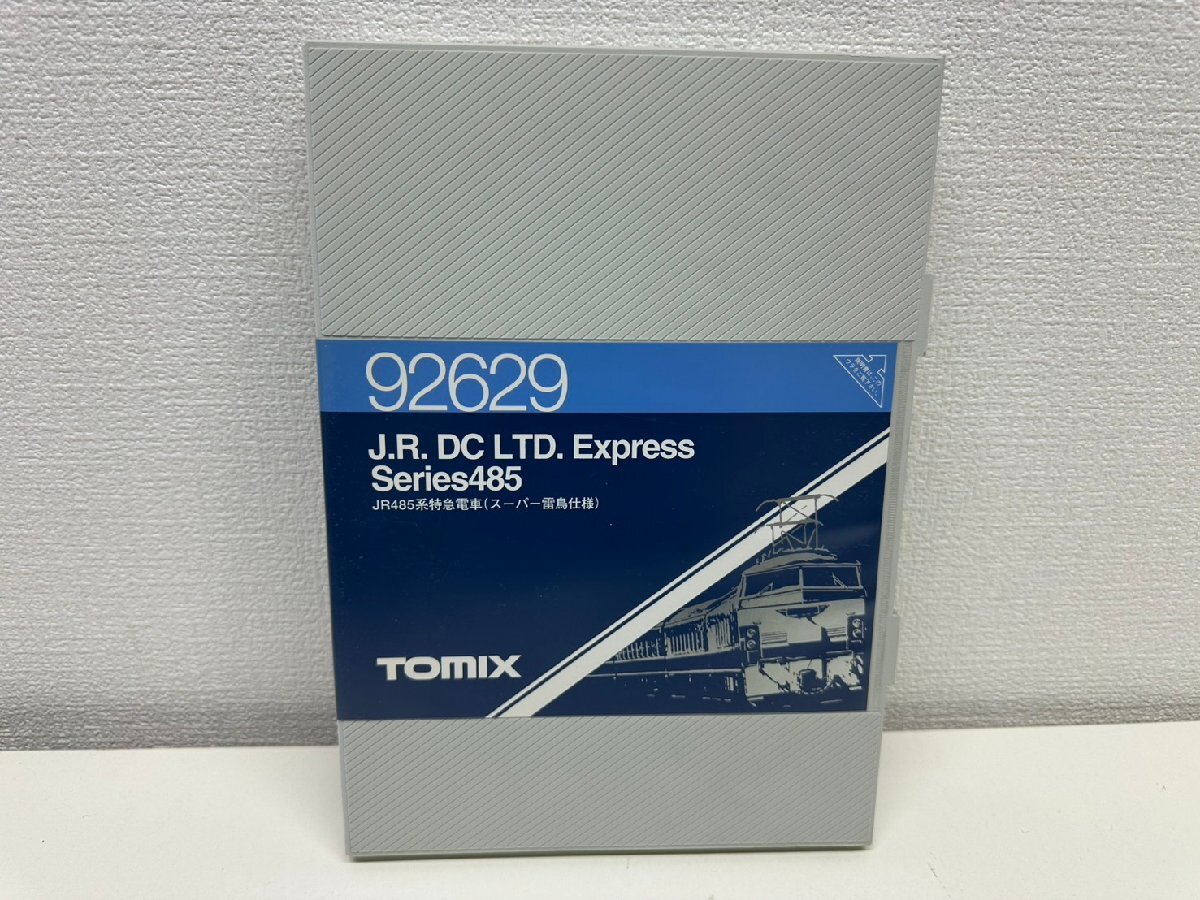 92629
J.R. DC LTD. Express
Series485
JR485系特急電車(スーパー雷鳥仕様)
TOMIX